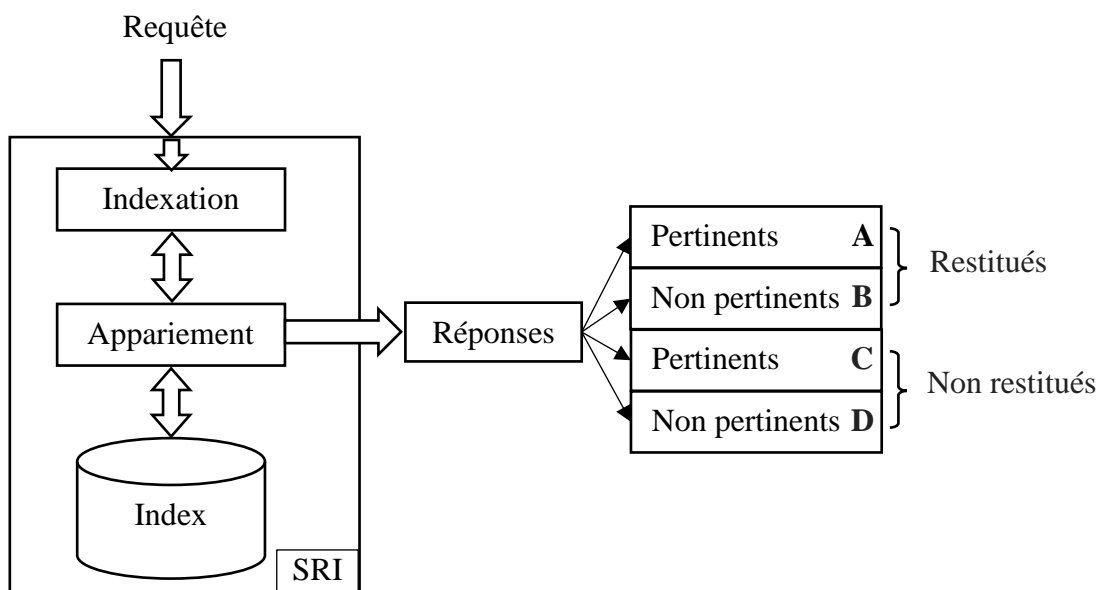 Requête
Indexation
Appariement
Index
SRI
Réponses
Pertinents A
Non pertinents B
Pertinents C
Non pertinents D
Restitués
Non restitués